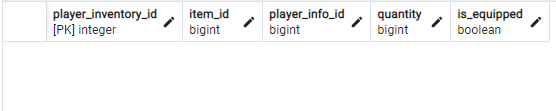 player_inventory_id item_id player_info_id quantity is_equipped
[PK] integer bigint bigint bigint boolean